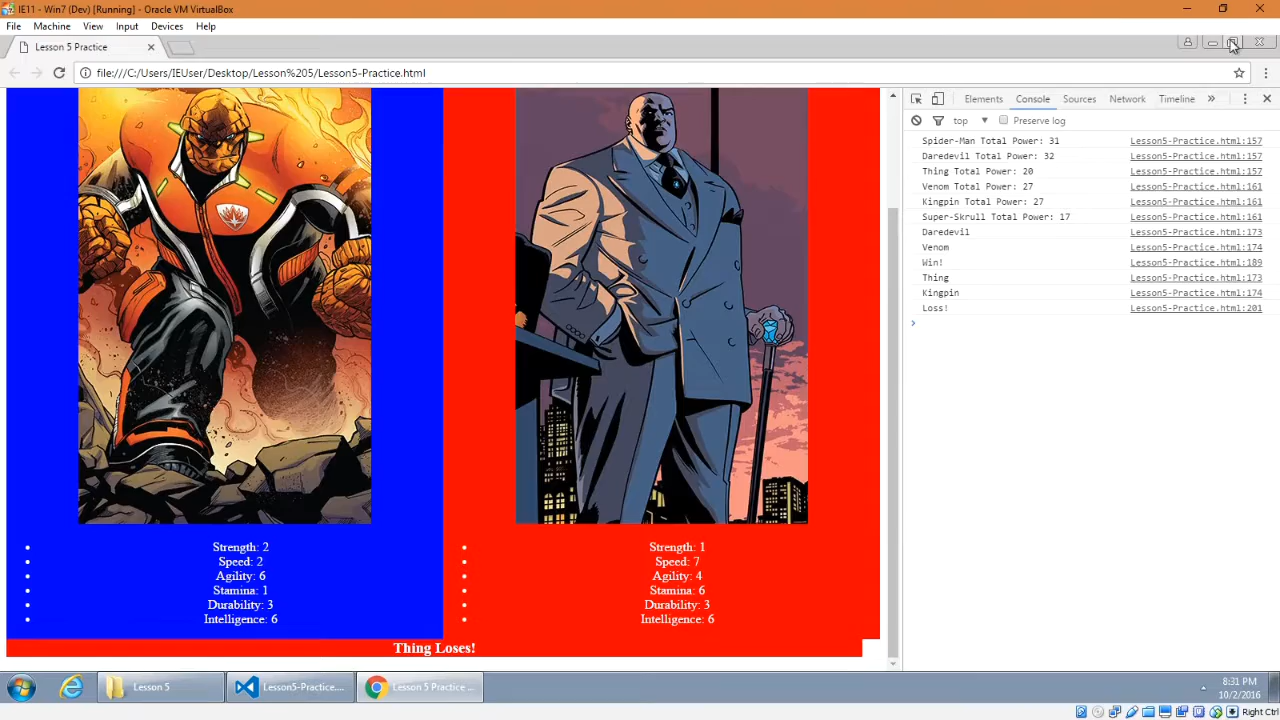 IE11 - Win7 (Dev) [Running] - Oracle VM VirtualBox
File Machine View Input Devices Help
Lesson 5 Practice
file:///C:/Users/IEUser/Desktop/Lesson%205/Lesson5-Practice.html
Elements Console Sources Network Timeline »
top Preserve log
Spider-Man Total Power: 31 Lesson5-Practice.html:157
Daredevil Total Power: 32 Lesson5-Practice.html:157
Thing Total Power: 20 Lesson5-Practice.html:157
Venom Total Power: 27 Lesson5-Practice.html:161
Kingpin Total Power: 27 Lesson5-Practice.html:161
Super-Skrull Total Power: 17 Lesson5-Practice.html:161
Daredevil Lesson5-Practice.html:173
Venom Lesson5-Practice.html:174
Win! Lesson5-Practice.html:189
Thing Lesson5-Practice.html:173
Kingpin Lesson5-Practice.html:174
Loss! Lesson5-Practice.html:201
Strength: 2
Speed: 2
Agility: 6
Stamina: 1
Durability: 3
Intelligence: 6
Strength: 1
Speed: 7
Agility: 4
Stamina: 6
Durability: 3
Intelligence: 6
Thing Loses!
Lesson 5
Lesson5-Practice....
Lesson 5 Practice ...
8:31 PM
10/2/2016
Right Ctrl